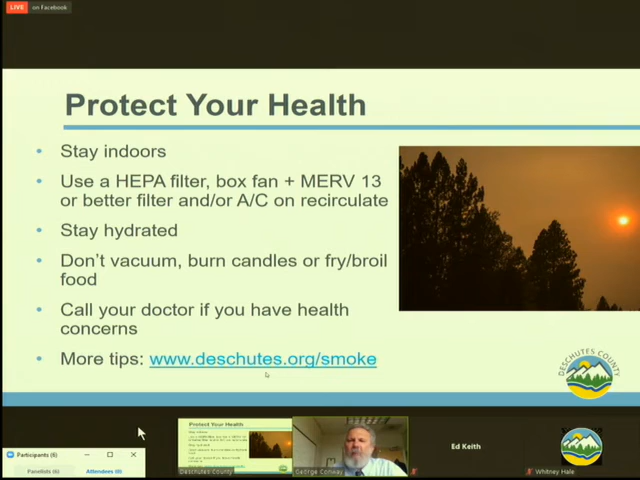 LIVE on Facebook
Protect Your Health
• Stay indoors
• Use a HEPA filter, box fan + MERV 13
or better filter and/or A/C on recirculate
• Stay hydrated
• Don't vacuum, burn candles or fry/broil
food
• Call your doctor if you have health
concerns
• More tips: www.deschutes.org/smoke
DESCHUTES COUNTY
Participants (6)
Panelists (6) Attendees (0)
Protect Your Health
Deschutes County
George Conway
Ed Keith
Whitney Hale